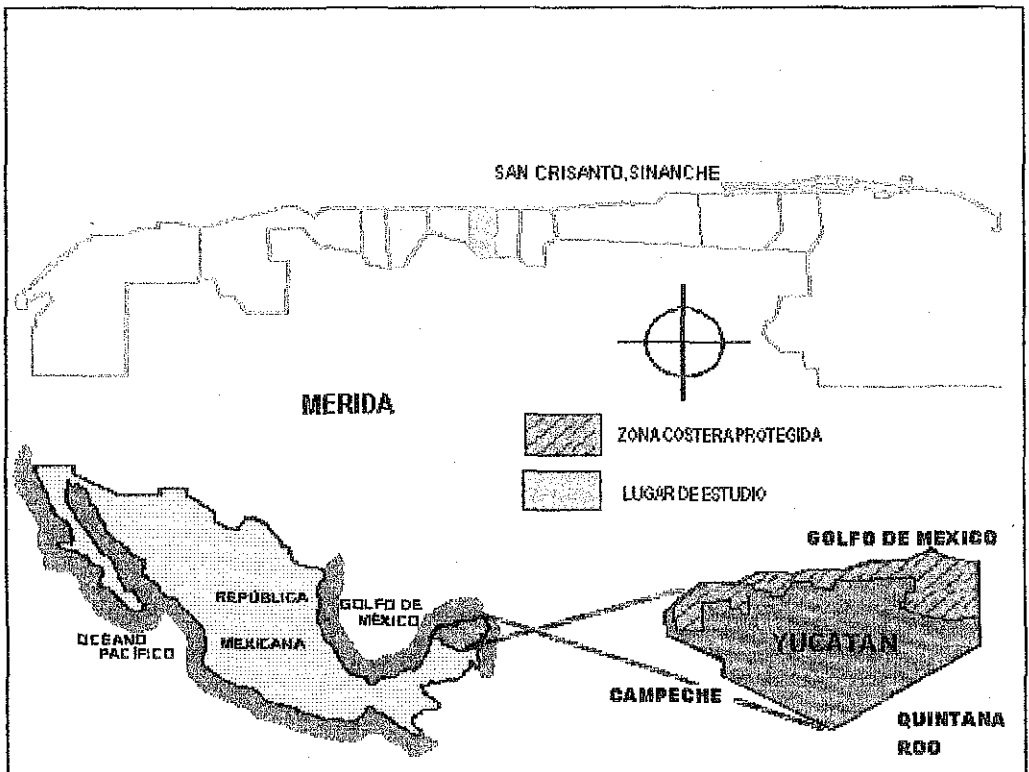 SAN CRISANTO,SINANCHE
MERIDA
ZONA COSTERA PROTEGIDA
LUGAR DE ESTUDIO
GOLFO DE MEXICO
REPÚBLICA
MEXICANA
GOLFO DE
MÉXICO
OCÉANO
PACÍFICO
YUCATAN
CAMPECHE
QUINTANA
ROO